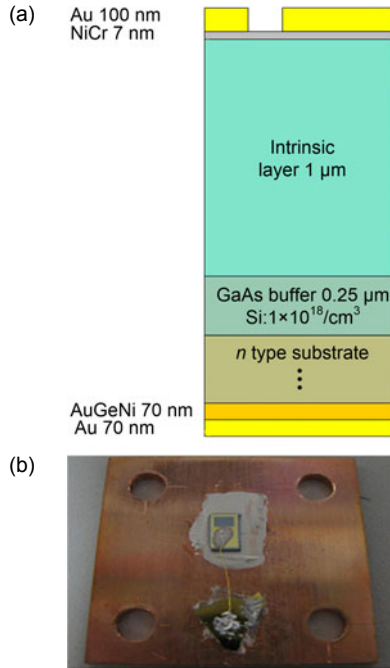 (a)
Au 100 nm
NiCr 7 nm
Intrinsic
layer 1 µm
GaAs buffer 0.25 µm
Si:1×10¹⁸/cm³
n type substrate
AuGeNi 70 nm
Au 70 nm
(b)